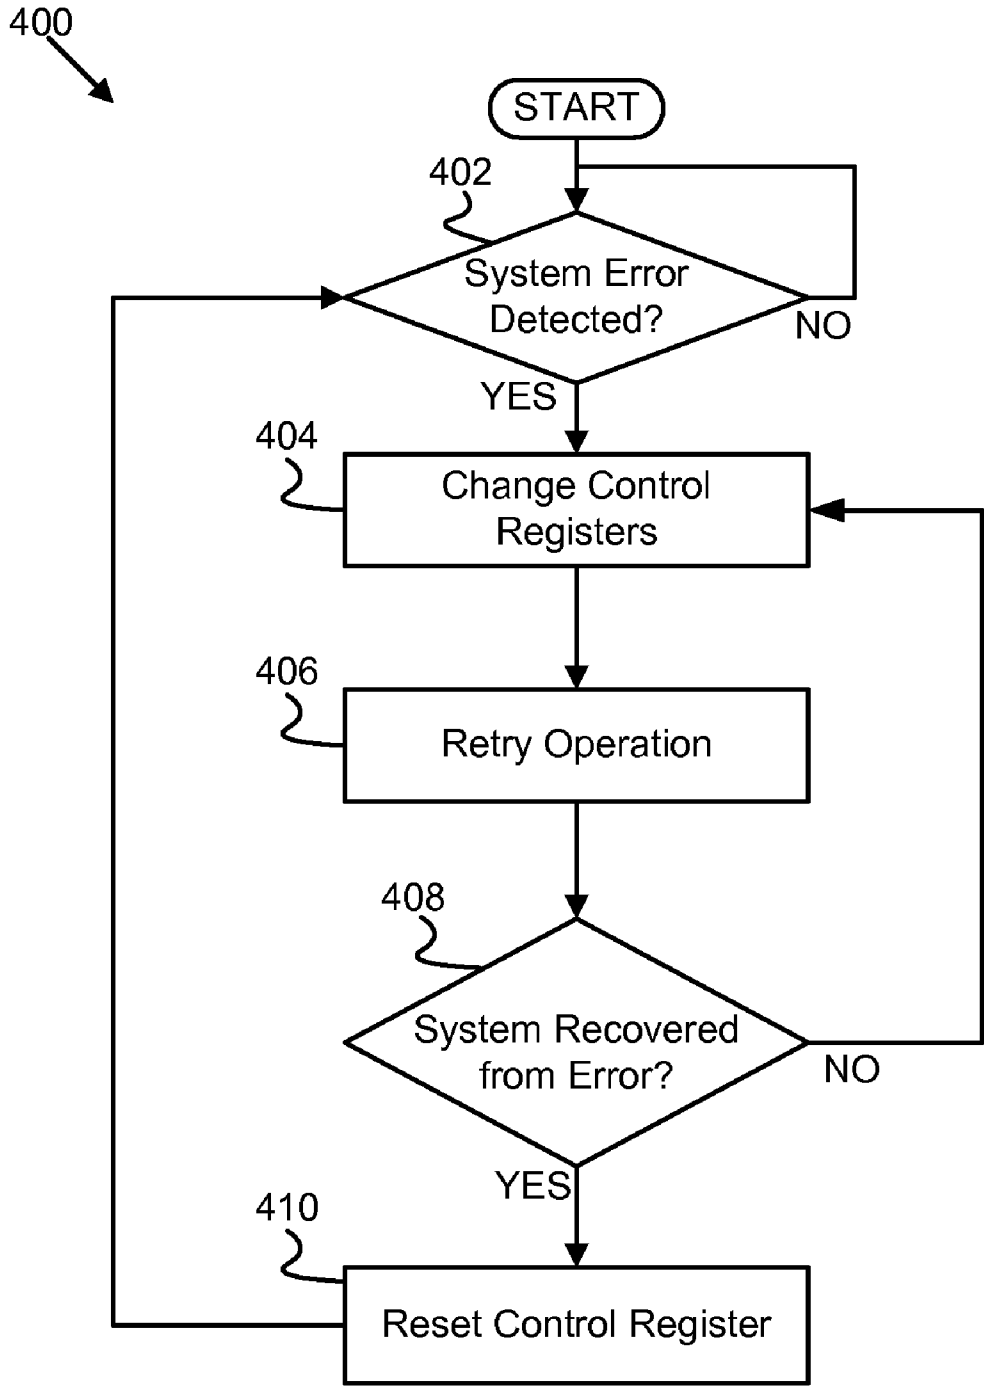 400
START
402
System Error
Detected?
NO
YES
404
Change Control
Registers
406
Retry Operation
408
System Recovered
from Error?
NO
YES
410
Reset Control Register